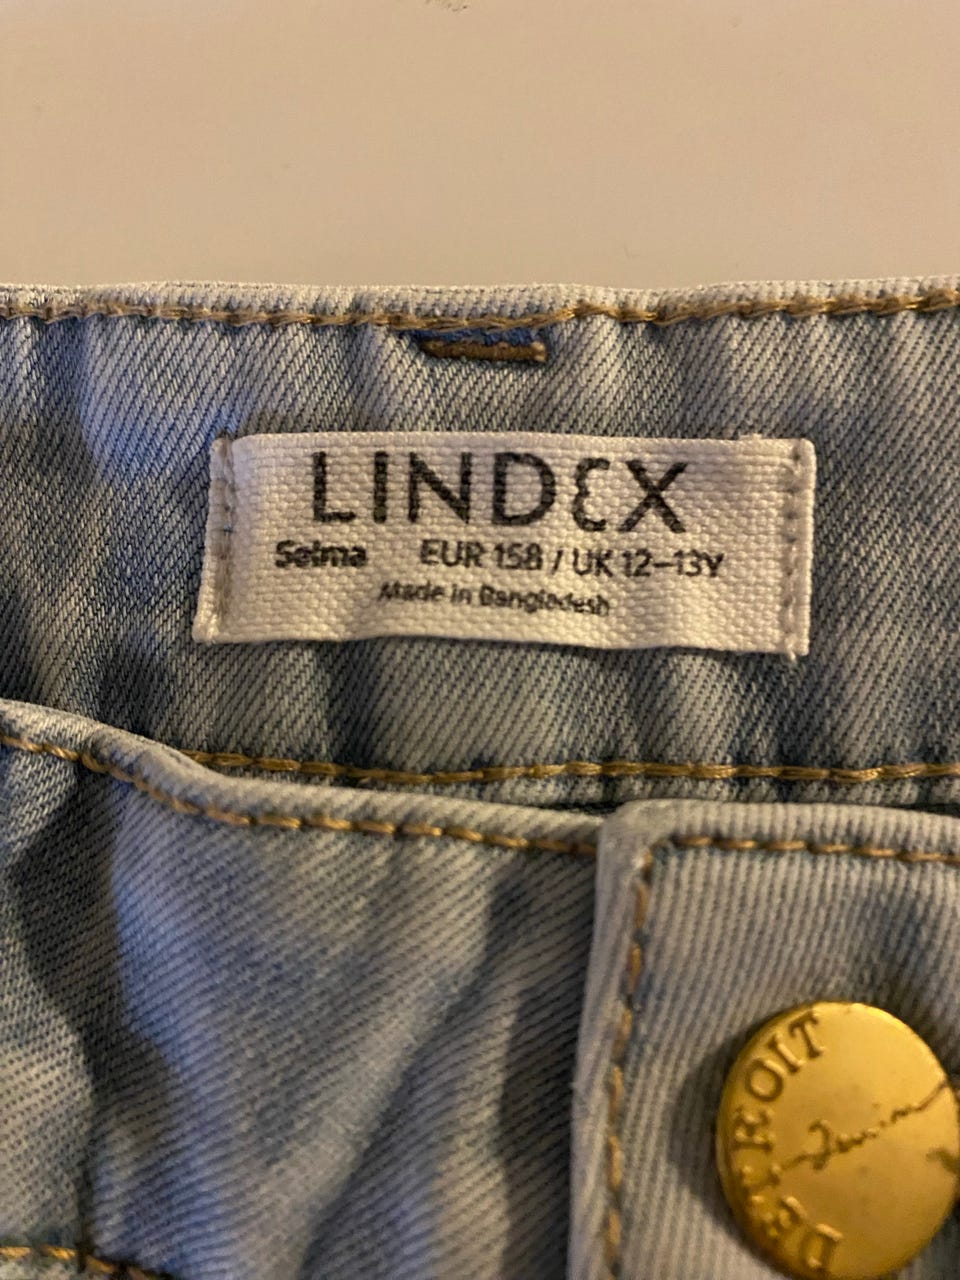 LINDEX
Selma EUR 158 / UK 12–13Y
Made in Bangladesh
DETROIT